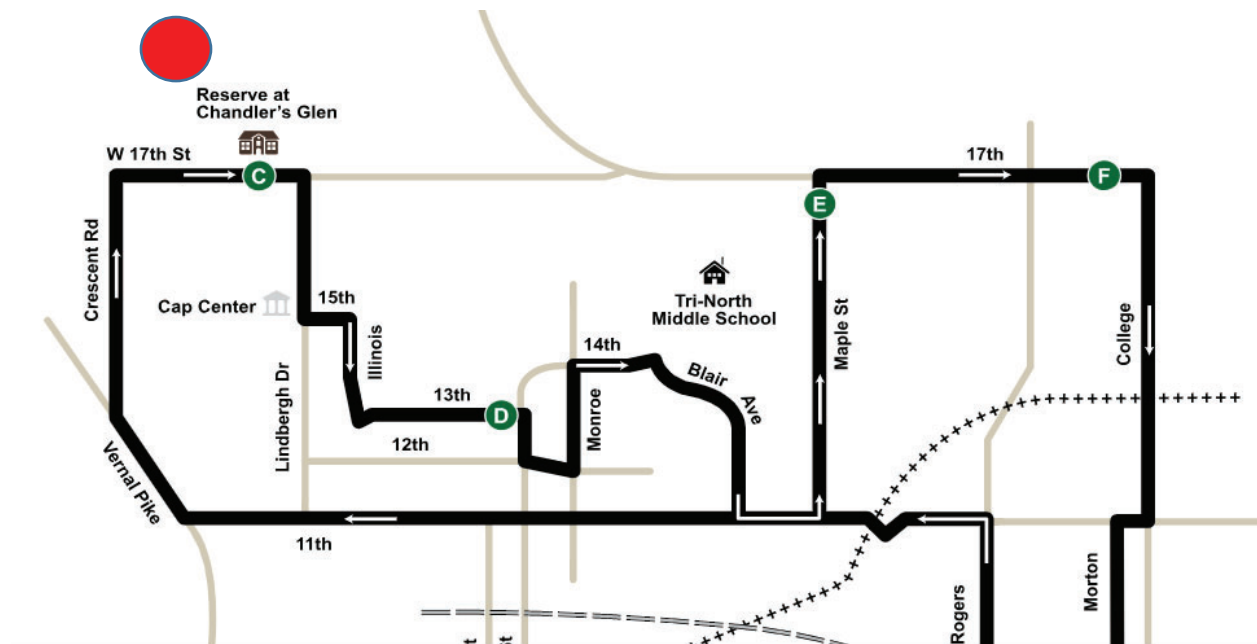 Reserve at
Chandler's Glen
W 17th St
C
17th
F
E
Crescent Rd
Cap Center
15th
Illinois
Tri-North
Middle School
Maple St
College
14th
Blair
Ave
Lindbergh Dr
13th
D
Monroe
12th
Vernal Pike
11th
Rogers
Morton